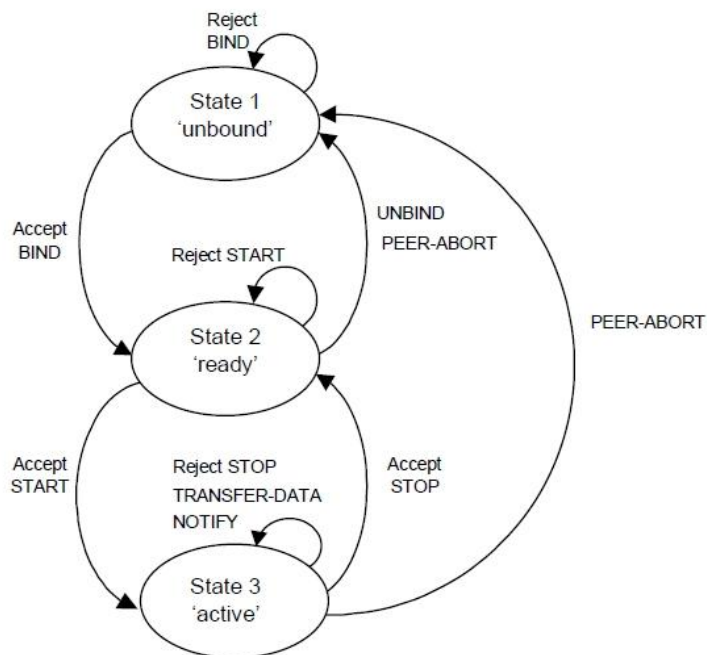 Reject
BIND
State 1
‘unbound’
Accept
BIND
UNBIND
PEER-ABORT
Reject START
PEER-ABORT
State 2
‘ready’
Accept
START
Reject STOP
TRANSFER-DATA
NOTIFY
Accept
STOP
State 3
‘active’